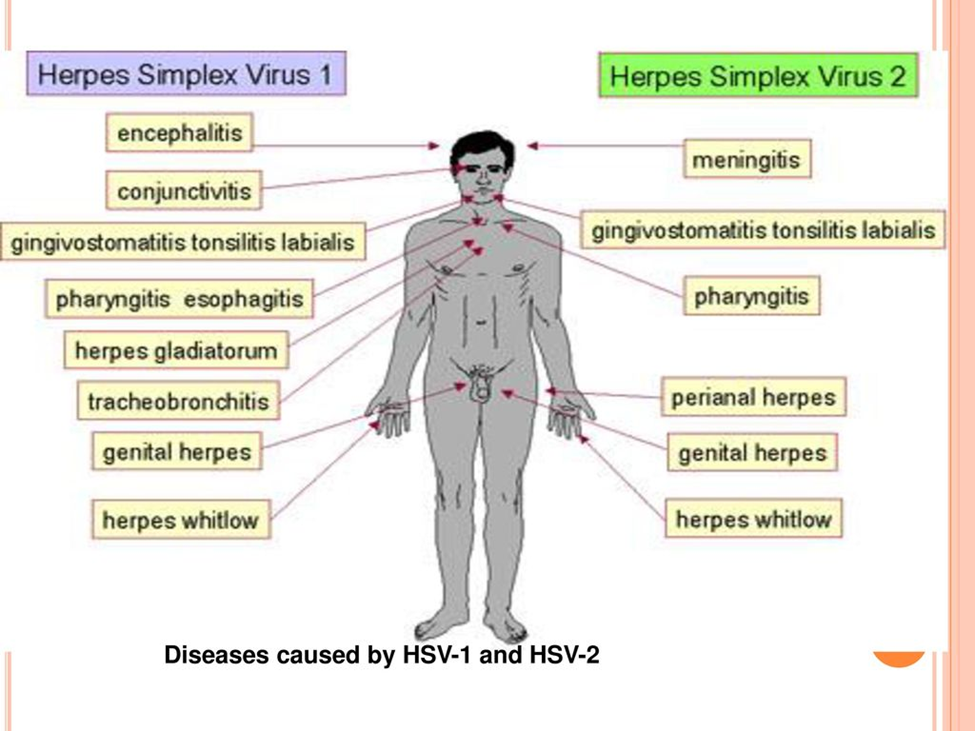 Herpes Simplex Virus 1
encephalitis
conjunctivitis
gingivostomatitis tonsilitis labialis
pharyngitis esophagitis
herpes gladiatorum
tracheobronchitis
genital herpes
herpes whitlow
Herpes Simplex Virus 2
meningitis
gingivostomatitis tonsilitis labialis
pharyngitis
perianal herpes
genital herpes
herpes whitlow
Diseases caused by HSV-1 and HSV-2